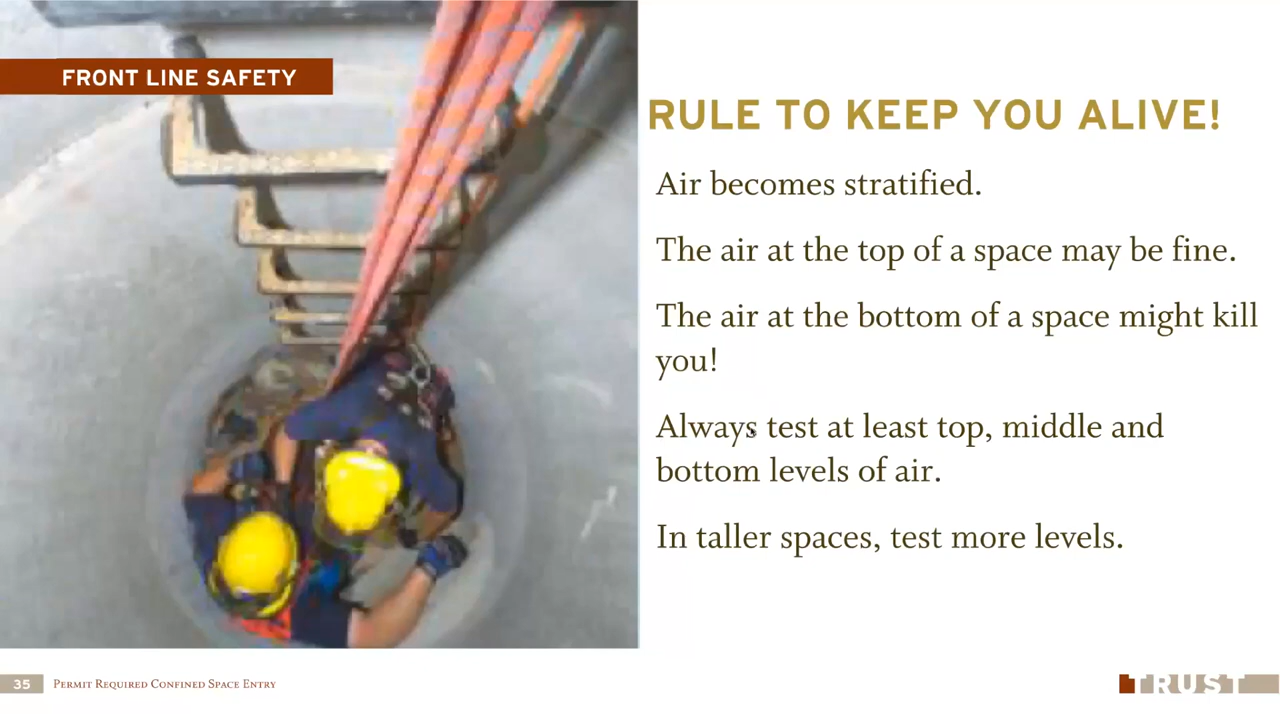 FRONT LINE SAFETY
RULE TO KEEP YOU ALIVE!
Air becomes stratified.
The air at the top of a space may be fine.
The air at the bottom of a space might kill
you!
Always test at least top, middle and
bottom levels of air.
In taller spaces, test more levels.
35 PERMIT REQUIRED CONFINED SPACE ENTRY
TRUST